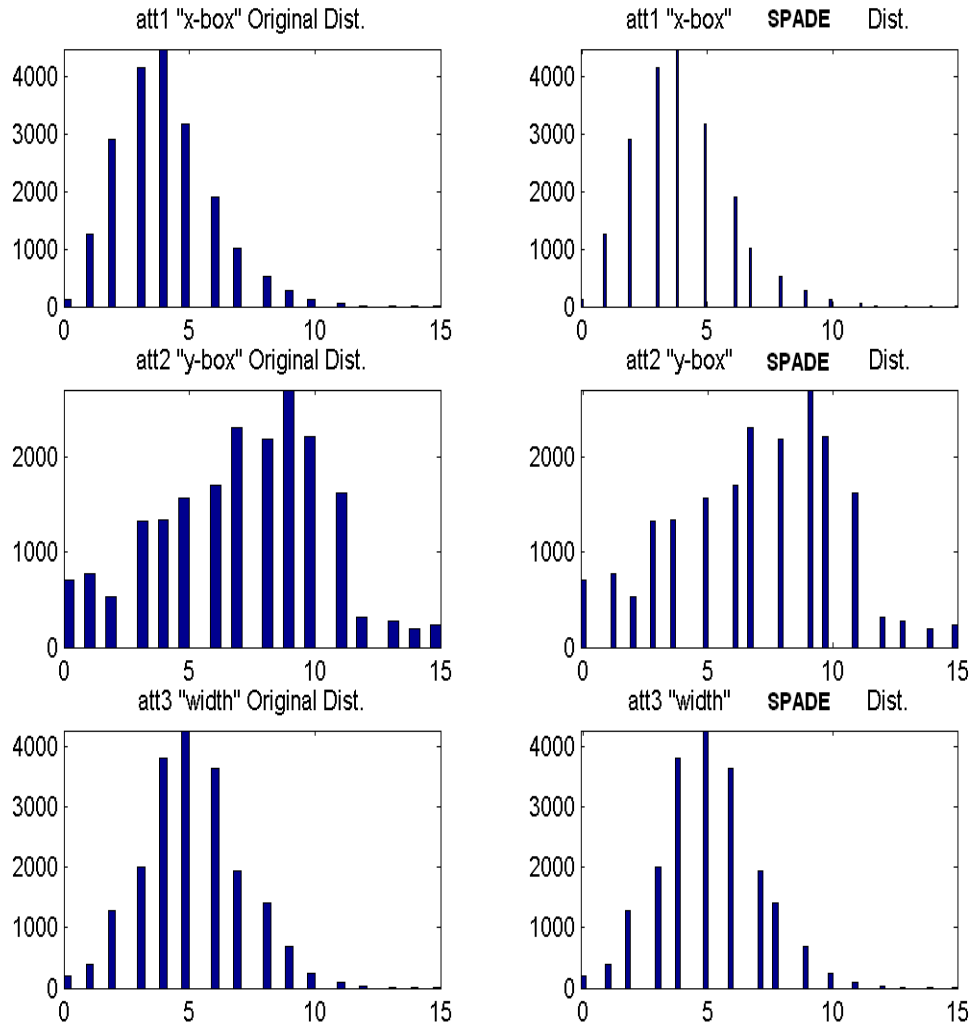 att1 "x-box" Original Dist.
4000
3000
2000
1000
0
0 5 10 15
att1 "x-box" SPADE Dist.
4000
3000
2000
1000
0
0 5 10 15
att2 "y-box" Original Dist.
2000
1000
0
0 5 10 15
att2 "y-box" SPADE Dist.
2000
1000
0
0 5 10 15
att3 "width" Original Dist.
4000
3000
2000
1000
0
0 5 10 15
att3 "width" SPADE Dist.
4000
3000
2000
1000
0
0 5 10 15